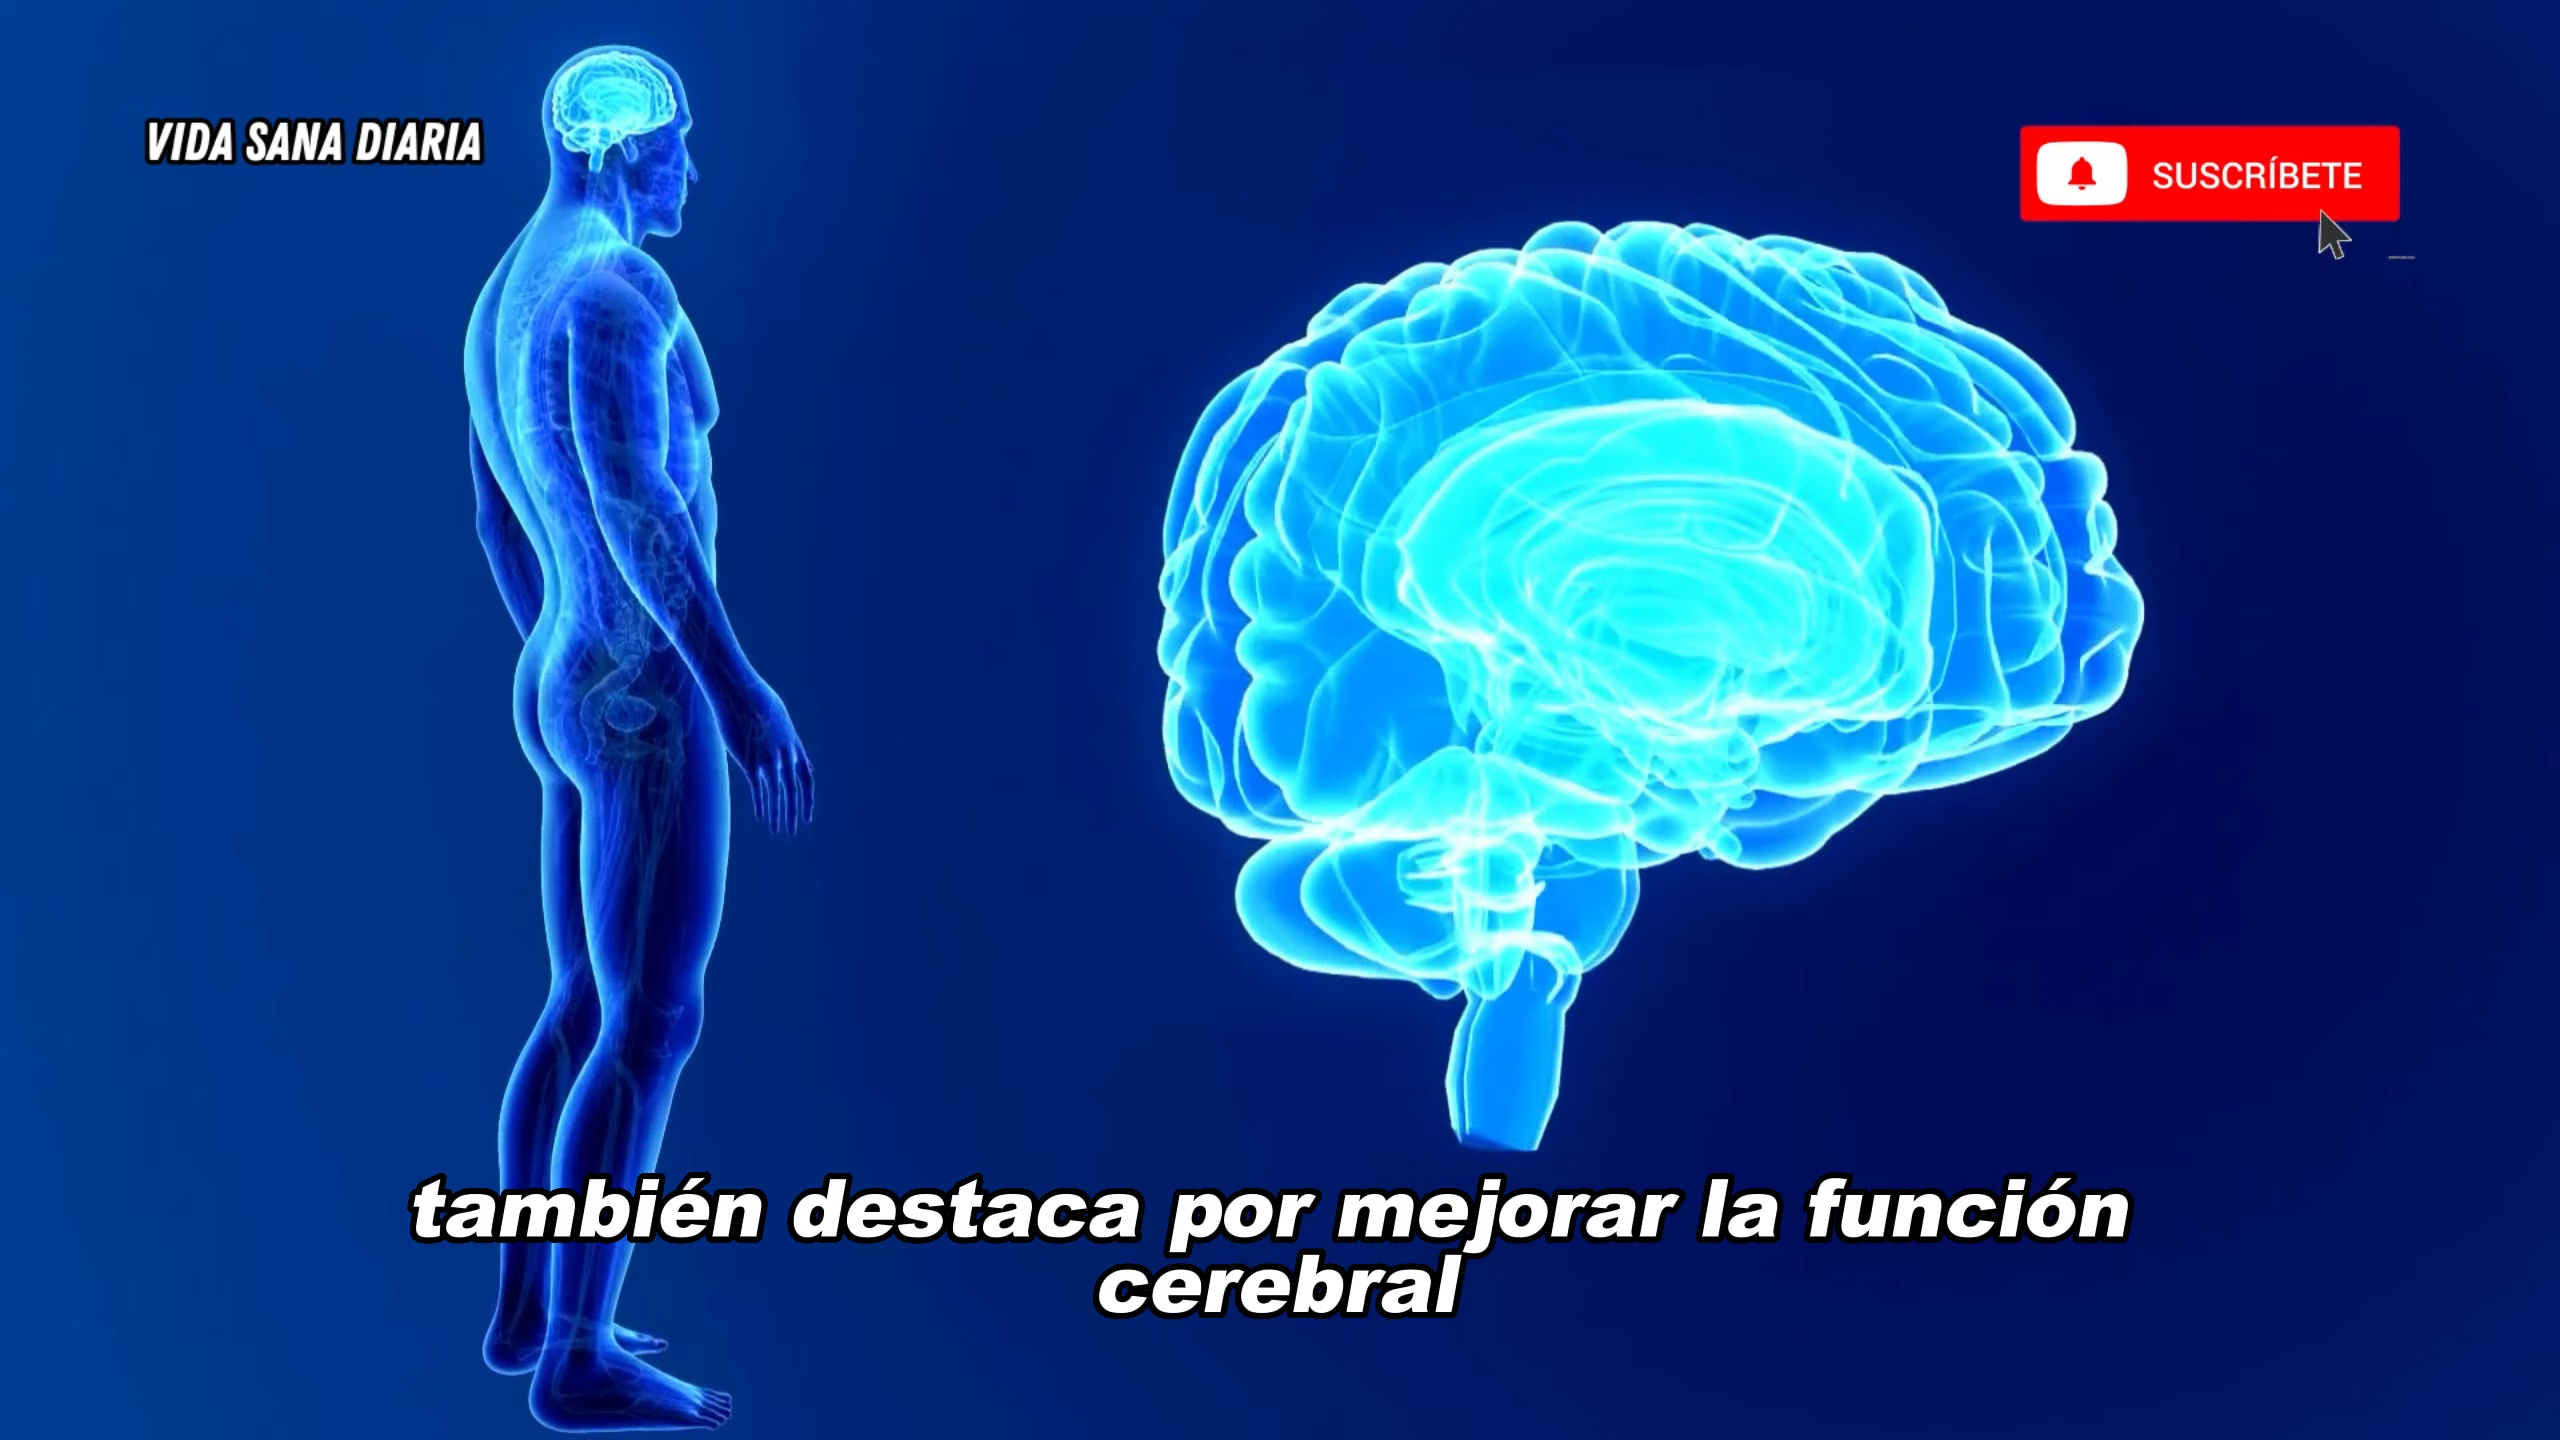 VIDA SANA DIARIA
SUSCRÍBETE
también destaca por mejorar la función
cerebral